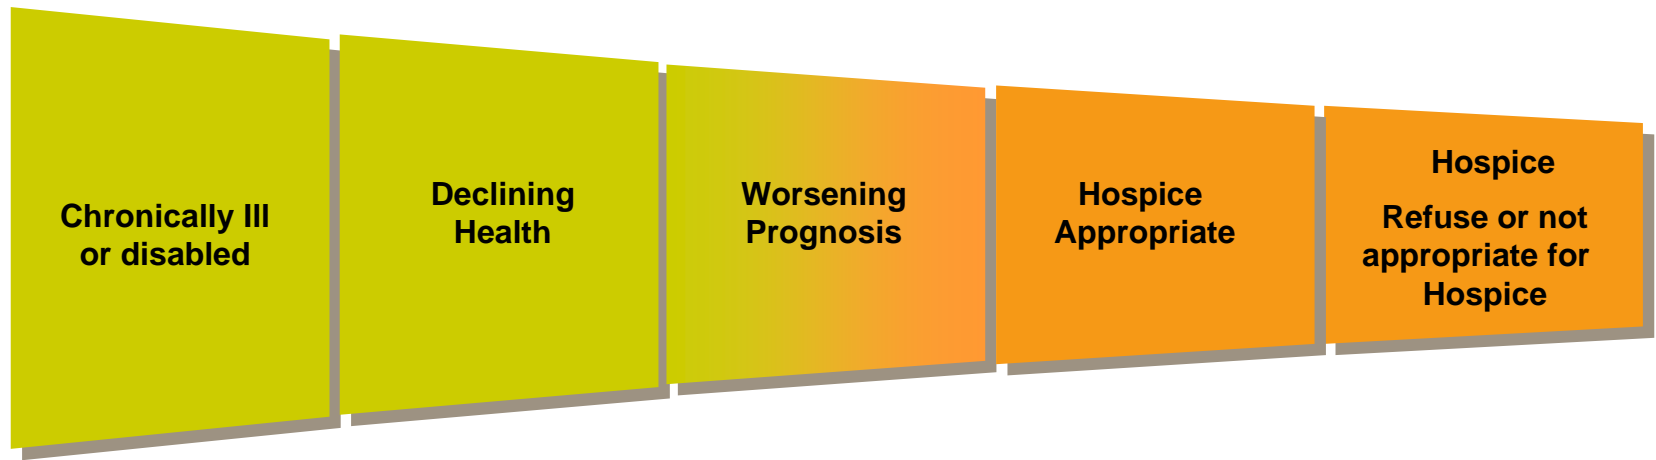 Chronically Ill
or disabled
Declining
Health
Worsening
Prognosis
Hospice
Appropriate
Hospice
Refuse or not
appropriate for
Hospice